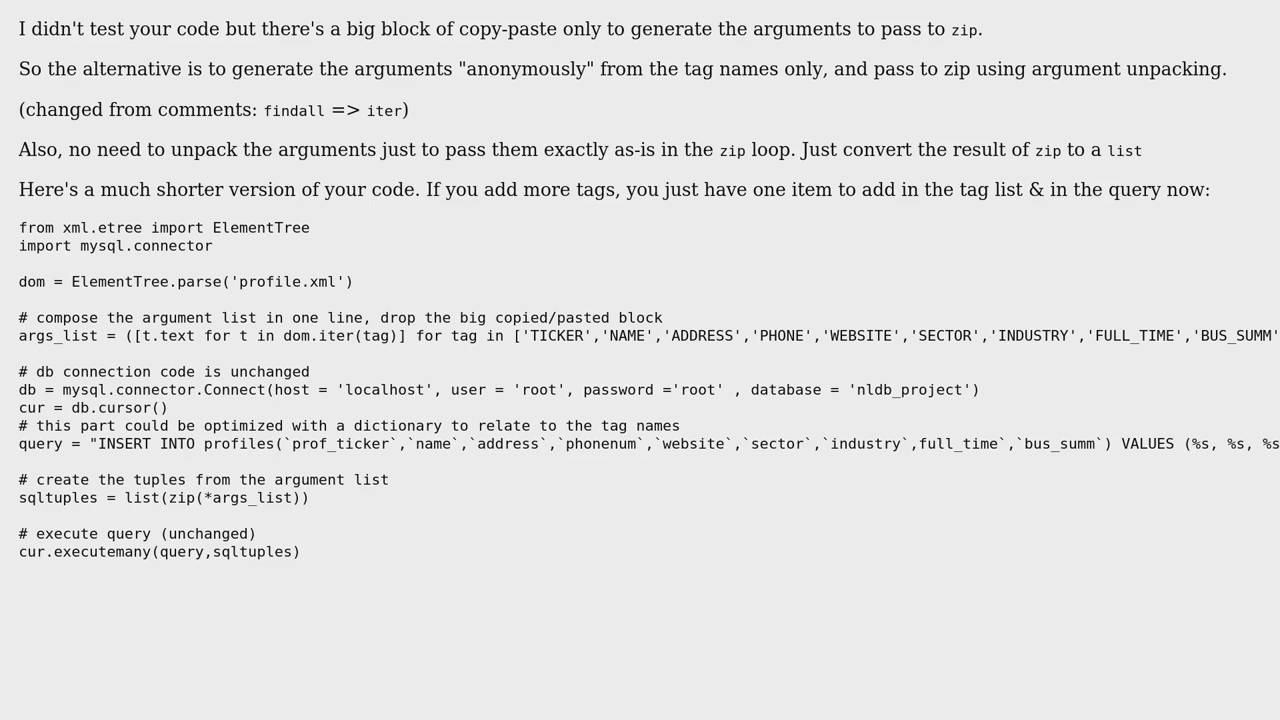 I didn't test your code but there's a big block of copy-paste only to generate the arguments to pass to zip.
So the alternative is to generate the arguments "anonymously" from the tag names only, and pass to zip using argument unpacking.
(changed from comments: findall => iter)
Also, no need to unpack the arguments just to pass them exactly as-is in the zip loop. Just convert the result of zip to a list
Here's a much shorter version of your code. If you add more tags, you just have one item to add in the tag list & in the query now:
from xml.etree import ElementTree
import mysql.connector
dom = ElementTree.parse('profile.xml')
# compose the argument list in one line, drop the big copied/pasted block
args_list = ([t.text for t in dom.iter(tag)] for tag in ['TICKER','NAME','ADDRESS','PHONE','WEBSITE','SECTOR','INDUSTRY','FULL_TIME','BUS_SUMM'
# db connection code is unchanged
db = mysql.connector.Connect(host = 'localhost', user = 'root', password ='root' , database = 'nldb_project')
cur = db.cursor()
# this part could be optimized with a dictionary to relate to the tag names
query = "INSERT INTO profiles(`prof_ticker`,`name`,`address`,`phonenum`,`website`,`sector`,`industry`,full_time`,`bus_summ`) VALUES (%s, %s, %s
# create the tuples from the argument list
sqltuples = list(zip(*args_list))
# execute query (unchanged)
cur.executemany(query,sqltuples)